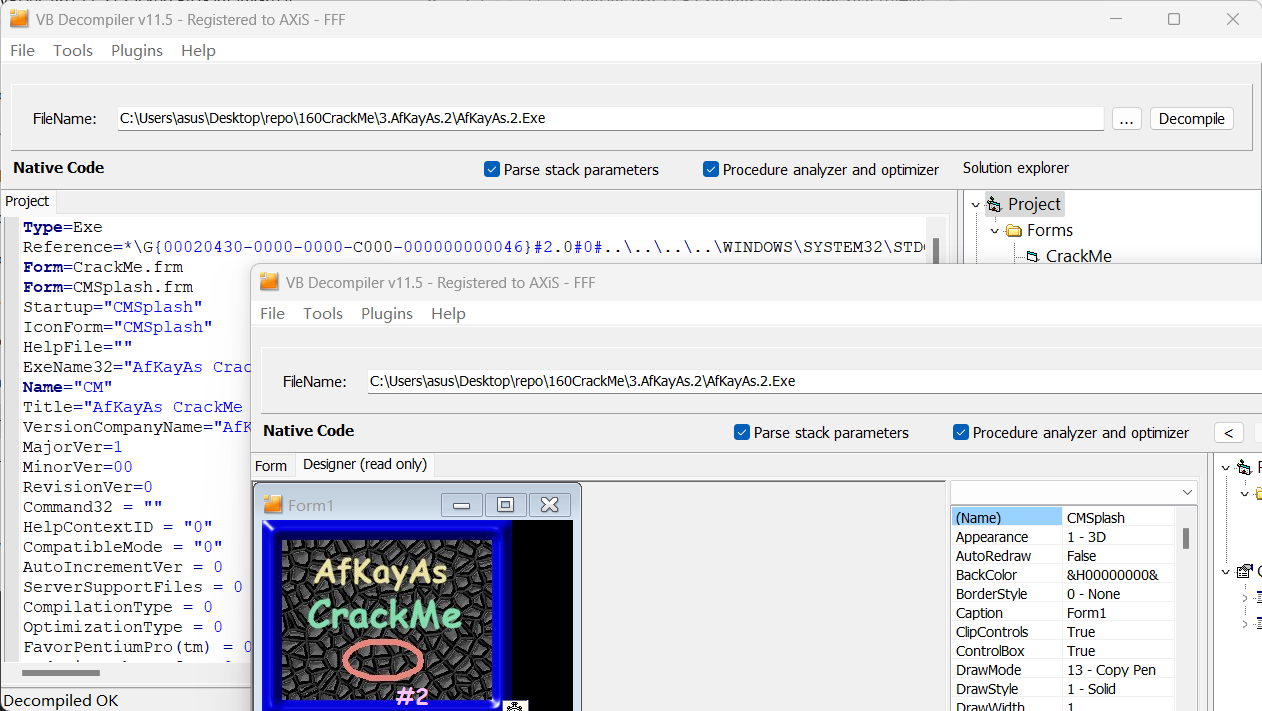 VB Decompiler v11.5 - Registered to AXiS - FFF
File Tools Plugins Help
FileName: C:\Users\asus\Desktop\repo\160CrackMe\3.AfKayAs.2\AfKayAs.2.Exe ... Decompile
Native Code Parse stack parameters Procedure analyzer and optimizer Solution explorer
Project
Type=Exe
Reference=*\G{00020430-0000-0000-C000-000000000046}#2.0#0#..\..\..\..\WINDOWS\SYSTEM32\STDO
Form=CrackMe.frm
Form=CMSplash.frm
Startup="CMSplash"
IconForm="CMSplash"
HelpFile=""
ExeName32="AfKayAs Crac
Name="CM"
Title="AfKayAs CrackMe
VersionCompanyName="AfK
MajorVer=1
MinorVer=00
RevisionVer=0
Command32 = ""
HelpContextID = "0"
CompatibleMode = "0"
AutoIncrementVer = 0
ServerSupportFiles = 0
CompilationType = 0
OptimizationType = 0
FavorPentiumPro(tm) = 0
Decompiled OK
Project
Forms
CrackMe
VB Decompiler v11.5 - Registered to AXiS - FFF
File Tools Plugins Help
FileName: C:\Users\asus\Desktop\repo\160CrackMe\3.AfKayAs.2\AfKayAs.2.Exe
Native Code Parse stack parameters Procedure analyzer and optimizer <
Form Designer (read only)
Form1
AfKayAs
CrackMe
#2
(Name) CMSplash
Appearance 1 - 3D
AutoRedraw False
BackColor &H00000000&
BorderStyle 0 - None
Caption Form1
ClipControls True
ControlBox True
DrawMode 13 - Copy Pen
DrawStyle 1 - Solid
DrawWidth 1